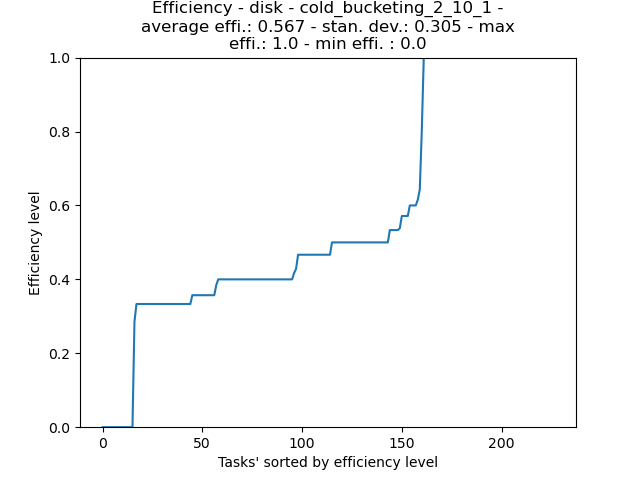 Efficiency - disk - cold_bucketing_2_10_1 -
average effi.: 0.567 - stan. dev.: 0.305 - max
effi.: 1.0 - min effi. : 0.0
1.0
0.8
0.6
0.4
0.2
0.0
Efficiency level
0 50 100 150 200
Tasks' sorted by efficiency level